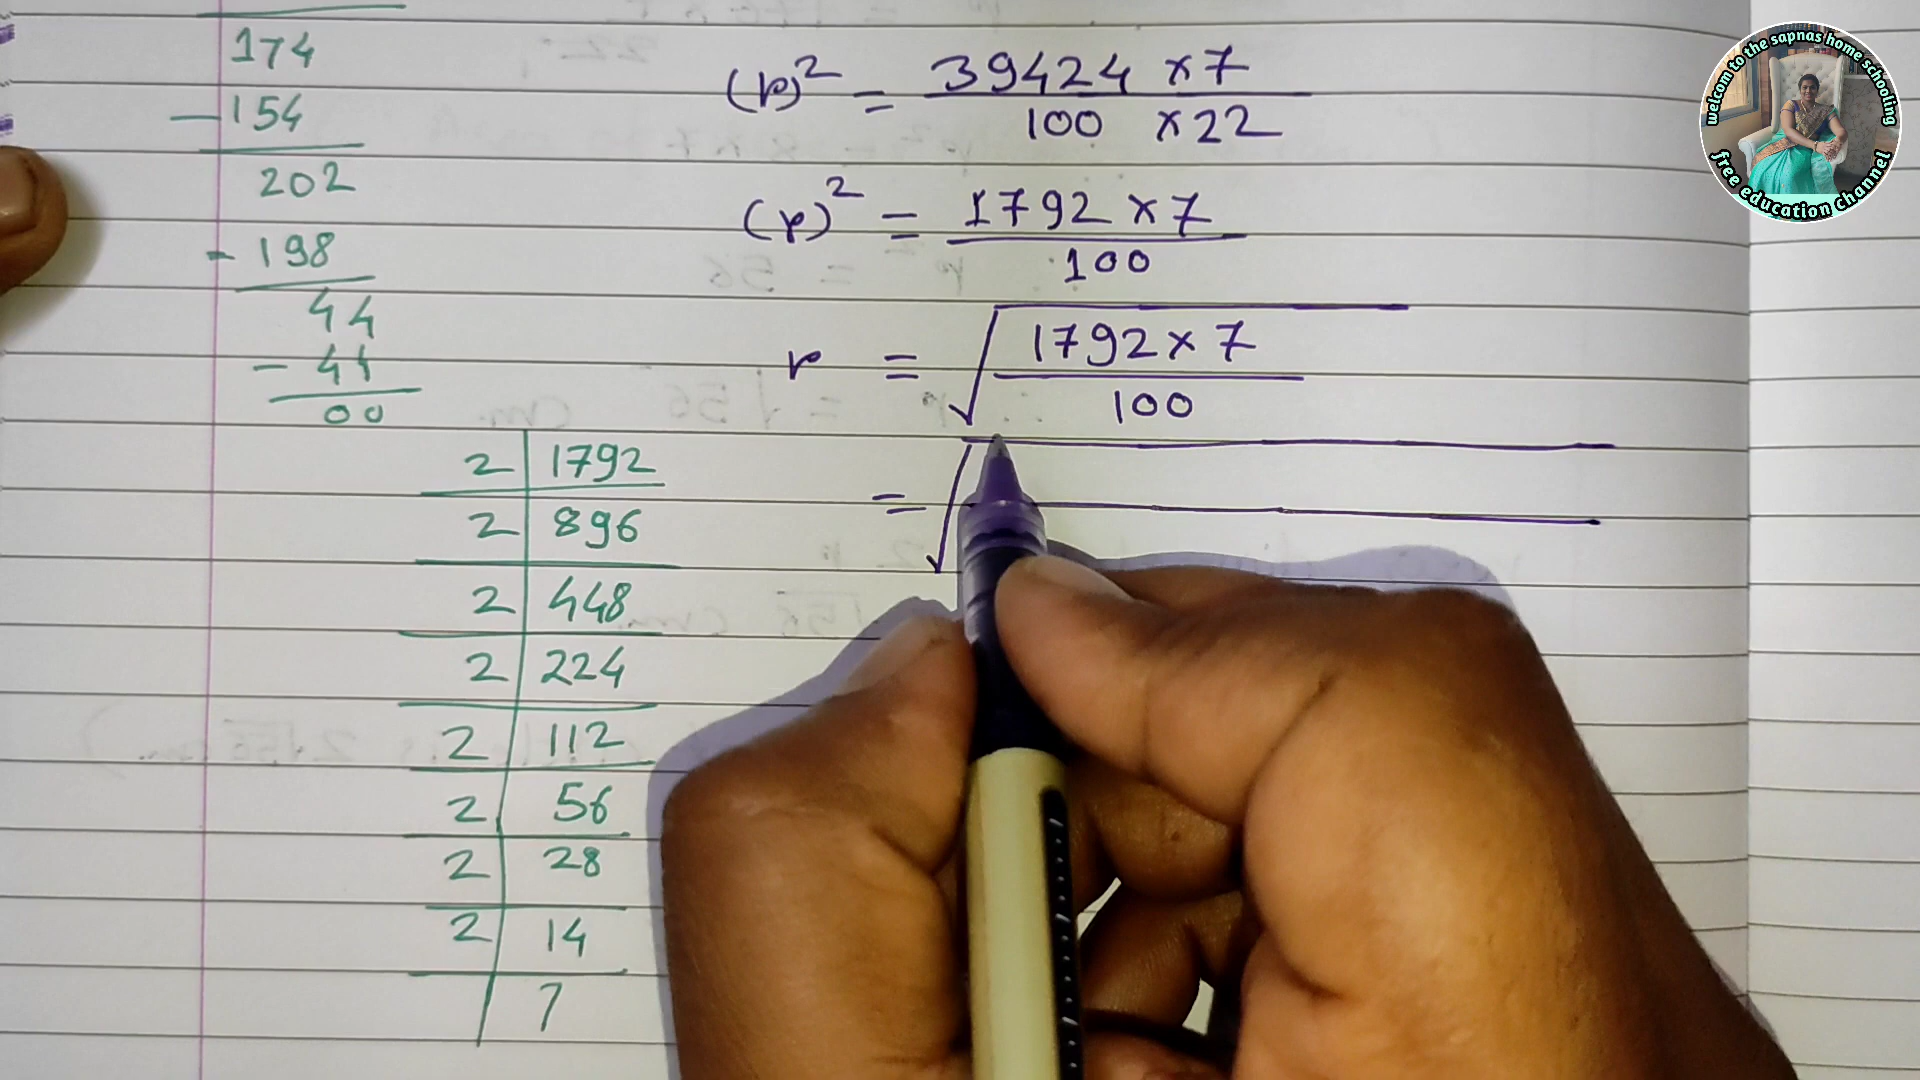 174
-154
202
-198
44
-44
00
2 | 1792
2 | 896
2 | 448
2 | 224
2 | 112
2 | 56
2 | 28
2 | 14
7
(r)² = 39424 × 7 / 100 × 22
(r)² = 1792 × 7 / 100
r = √(1792 × 7 / 100)
= √
welcom to the sapnas home schooling
free education channel